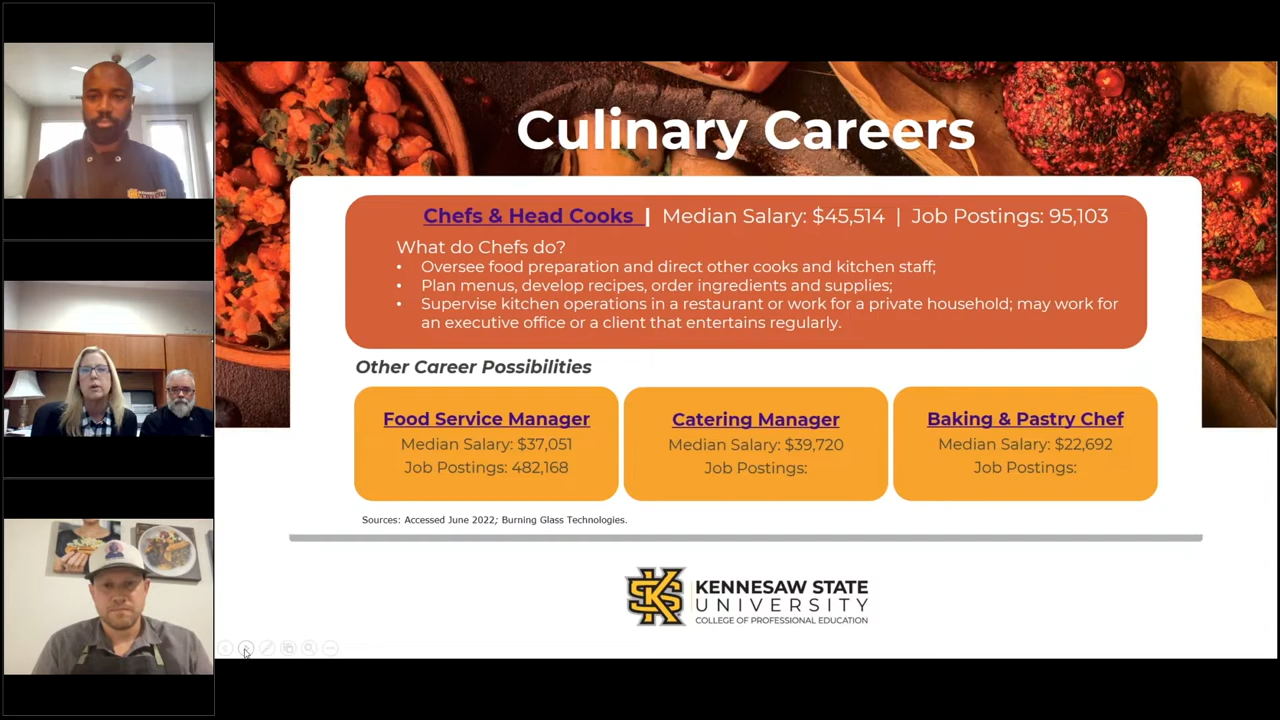 Culinary Careers
Chefs & Head Cooks | Median Salary: $45,514 | Job Postings: 95,103
What do Chefs do?
• Oversee food preparation and direct other cooks and kitchen staff;
• Plan menus, develop recipes, order ingredients and supplies;
• Supervise kitchen operations in a restaurant or work for a private household; may work for
an executive office or a client that entertains regularly.
Other Career Possibilities
Food Service Manager
Median Salary: $37,051
Job Postings: 482,168
Catering Manager
Median Salary: $39,720
Job Postings:
Baking & Pastry Chef
Median Salary: $22,692
Job Postings:
Sources: Accessed June 2022; Burning Glass Technologies.
KENNESAW STATE
UNIVERSITY
COLLEGE OF PROFESSIONAL EDUCATION